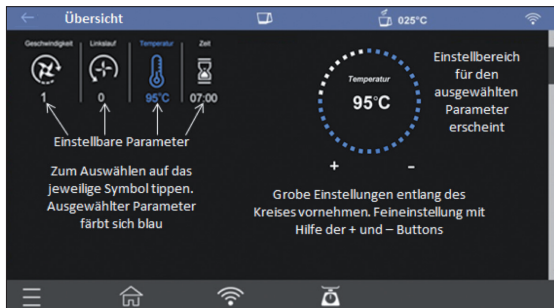 Übersicht
025°C
Geschwindigkeit
Linkslauf
Temperatur
Zeit
1
0
95°C
07:00
Einstellbare Parameter
Zum Auswählen auf das
jeweilige Symbol tippen.
Ausgewählter Parameter
färbt sich blau
Temperatur
95°C
+
-
Einstellbereich
für den
ausgewählten
Parameter
erscheint
Grobe Einstellungen entlang des
Kreises vornehmen. Feineinstellung mit
Hilfe der + und – Buttons